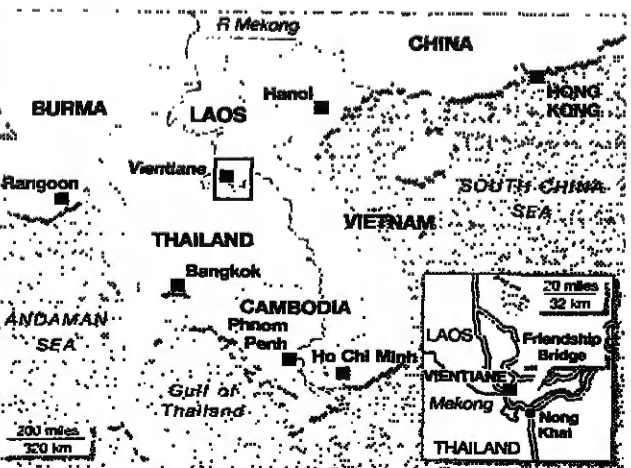 R Mekong
CHINA
HONG
KONG
BURMA
LAOS
Hanoi
Vientiane
Rangoon
SOUTH CHINA
SEA
VIETNAM
THAILAND
Bangkok
ANDAMAN
SEA
CAMBODIA
Phnom
Penh
Ho Chi Minh
Gulf of
Thailand
200 miles
320 km
20 miles
32 km
LAOS
Friendship
Bridge
VIENTIANE
Mekong
Nong
Khai
THAILAND